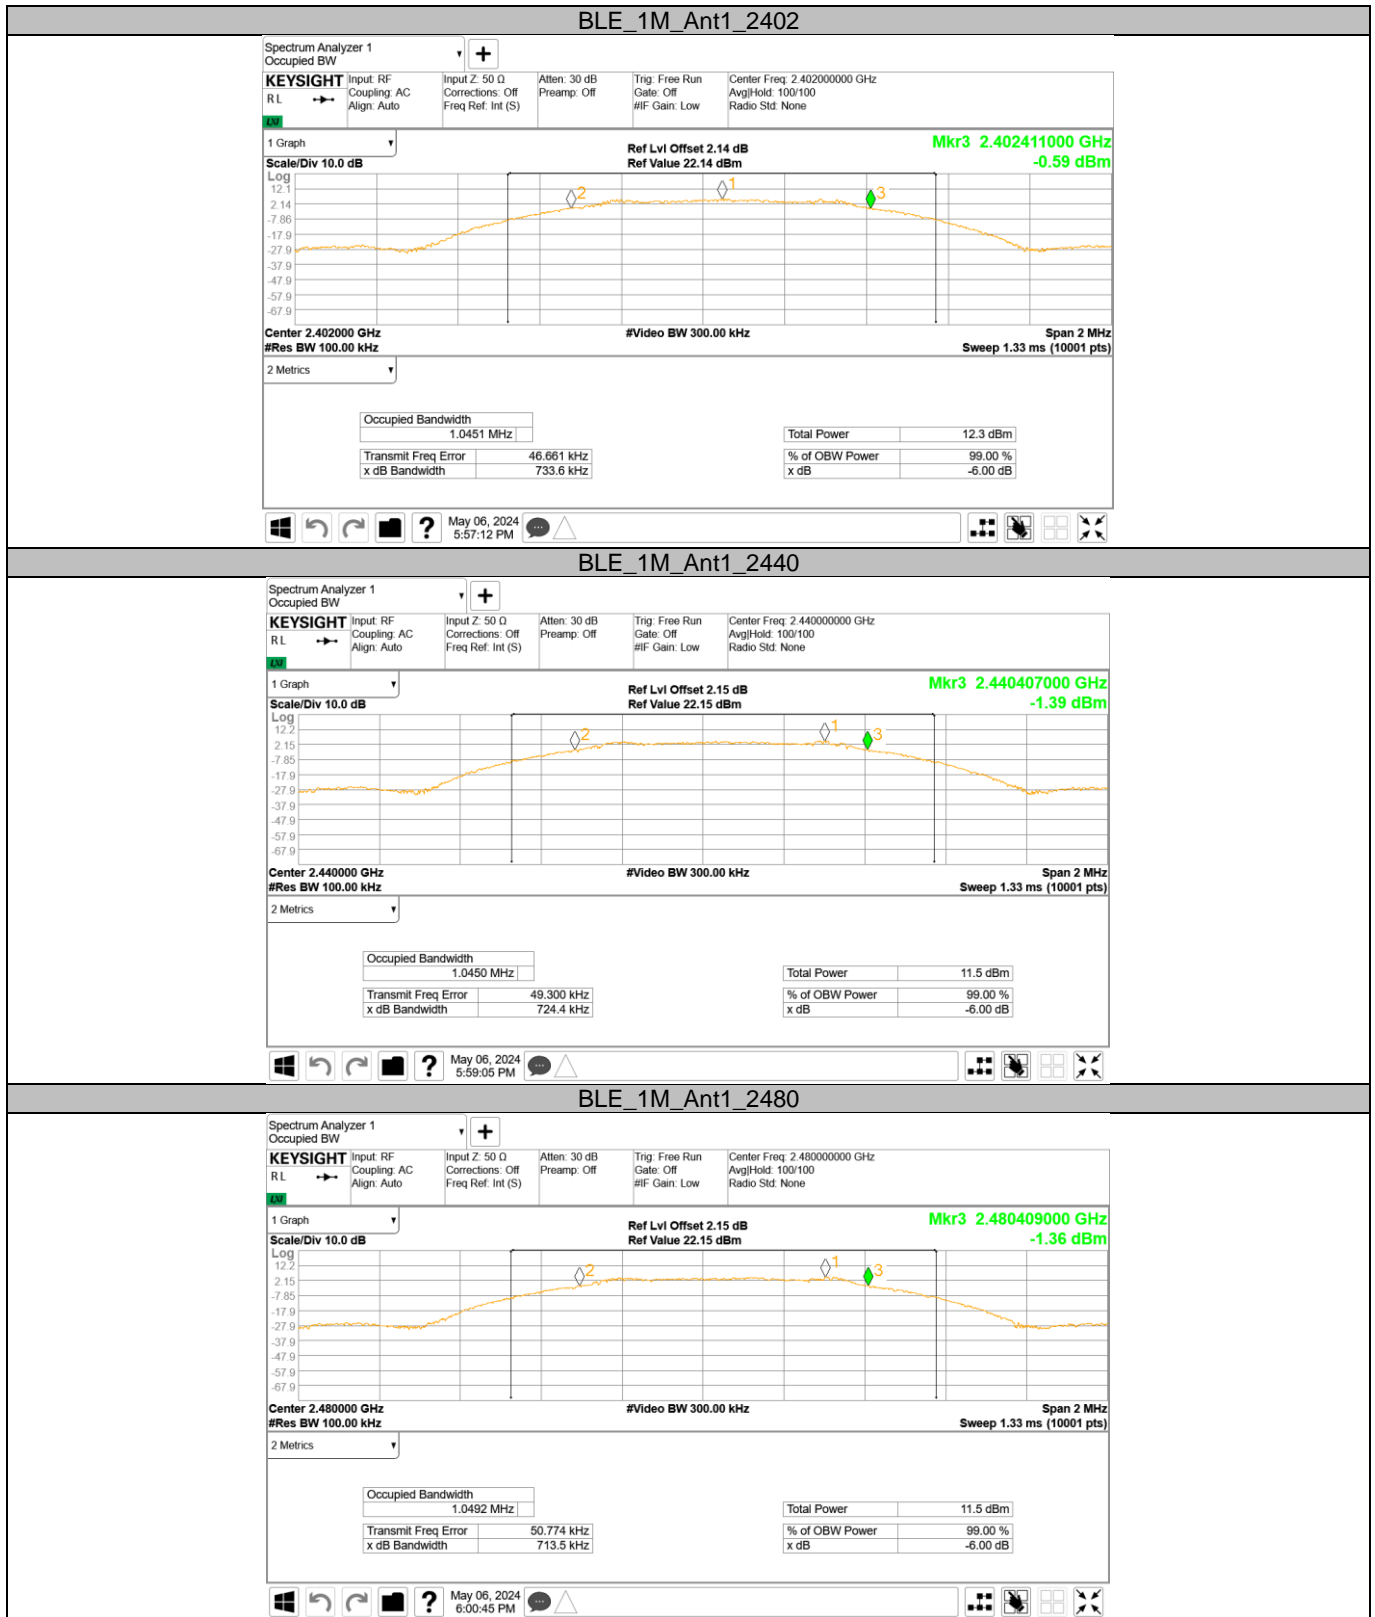 BLE_1M_Ant1_2402
Spectrum Analyzer 1
Occupied BW
KEYSIGHT
RL
LXI
Input: RF
Coupling: AC
Align: Auto
Input Z: 50 Ω
Corrections: Off
Freq Ref: Int (S)
Atten: 30 dB
Preamp: Off
Trig: Free Run
Gate: Off
#IF Gain: Low
Center Freq: 2.402000000 GHz
Avg|Hold: 100/100
Radio Std: None
1 Graph
Scale/Div 10.0 dB
Ref Lvl Offset 2.14 dB
Ref Value 22.14 dBm
Mkr3 2.402411000 GHz
-0.59 dBm
Log
12.1
2.14
-7.86
-17.9
-27.9
-37.9
-47.9
-57.9
-67.9
2
1
3
Center 2.402000 GHz
#Video BW 300.00 kHz
Span 2 MHz
#Res BW 100.00 kHz
Sweep 1.33 ms (10001 pts)
2 Metrics
Occupied Bandwidth
1.0451 MHz
Total Power 12.3 dBm
Transmit Freq Error 46.661 kHz
% of OBW Power 99.00 %
x dB Bandwidth 733.6 kHz
x dB -6.00 dB
?
May 06, 2024
5:57:12 PM
BLE_1M_Ant1_2440
Spectrum Analyzer 1
Occupied BW
KEYSIGHT
RL
LXI
Input: RF
Coupling: AC
Align: Auto
Input Z: 50 Ω
Corrections: Off
Freq Ref: Int (S)
Atten: 30 dB
Preamp: Off
Trig: Free Run
Gate: Off
#IF Gain: Low
Center Freq: 2.440000000 GHz
Avg|Hold: 100/100
Radio Std: None
1 Graph
Scale/Div 10.0 dB
Ref Lvl Offset 2.15 dB
Ref Value 22.15 dBm
Mkr3 2.440407000 GHz
-1.39 dBm
Log
12.2
2.15
-7.85
-17.9
-27.9
-37.9
-47.9
-57.9
-67.9
2
1
3
Center 2.440000 GHz
#Video BW 300.00 kHz
Span 2 MHz
#Res BW 100.00 kHz
Sweep 1.33 ms (10001 pts)
2 Metrics
Occupied Bandwidth
1.0450 MHz
Total Power 11.5 dBm
Transmit Freq Error 49.300 kHz
% of OBW Power 99.00 %
x dB Bandwidth 724.4 kHz
x dB -6.00 dB
?
May 06, 2024
5:59:05 PM
BLE_1M_Ant1_2480
Spectrum Analyzer 1
Occupied BW
KEYSIGHT
RL
LXI
Input: RF
Coupling: AC
Align: Auto
Input Z: 50 Ω
Corrections: Off
Freq Ref: Int (S)
Atten: 30 dB
Preamp: Off
Trig: Free Run
Gate: Off
#IF Gain: Low
Center Freq: 2.480000000 GHz
Avg|Hold: 100/100
Radio Std: None
1 Graph
Scale/Div 10.0 dB
Ref Lvl Offset 2.15 dB
Ref Value 22.15 dBm
Mkr3 2.480409000 GHz
-1.36 dBm
Log
12.2
2.15
-7.85
-17.9
-27.9
-37.9
-47.9
-57.9
-67.9
2
1
3
Center 2.480000 GHz
#Video BW 300.00 kHz
Span 2 MHz
#Res BW 100.00 kHz
Sweep 1.33 ms (10001 pts)
2 Metrics
Occupied Bandwidth
1.0492 MHz
Total Power 11.5 dBm
Transmit Freq Error 50.774 kHz
% of OBW Power 99.00 %
x dB Bandwidth 713.5 kHz
x dB -6.00 dB
?
May 06, 2024
6:00:45 PM